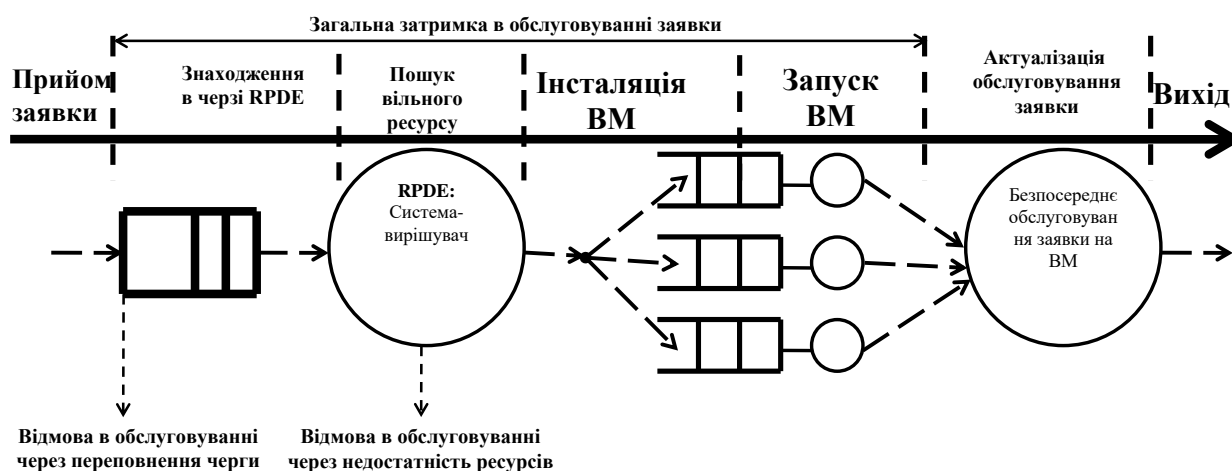 Загальна затримка в обслуговуванні заявки
Прийом
заявки
Знаходження
в черзі RPDE
Пошук
вільного
ресурсу
Інсталяція
ВМ
Запуск
ВМ
Актуалізація
обслуговування
заявки
Вихід
RPDE:
Система-
вирішувач
Безпосереднє
обслуговуван
ня заявки на
ВМ
Відмова в обслуговуванні
через переповнення черги
Відмова в обслуговуванні
через недостатність ресурсів